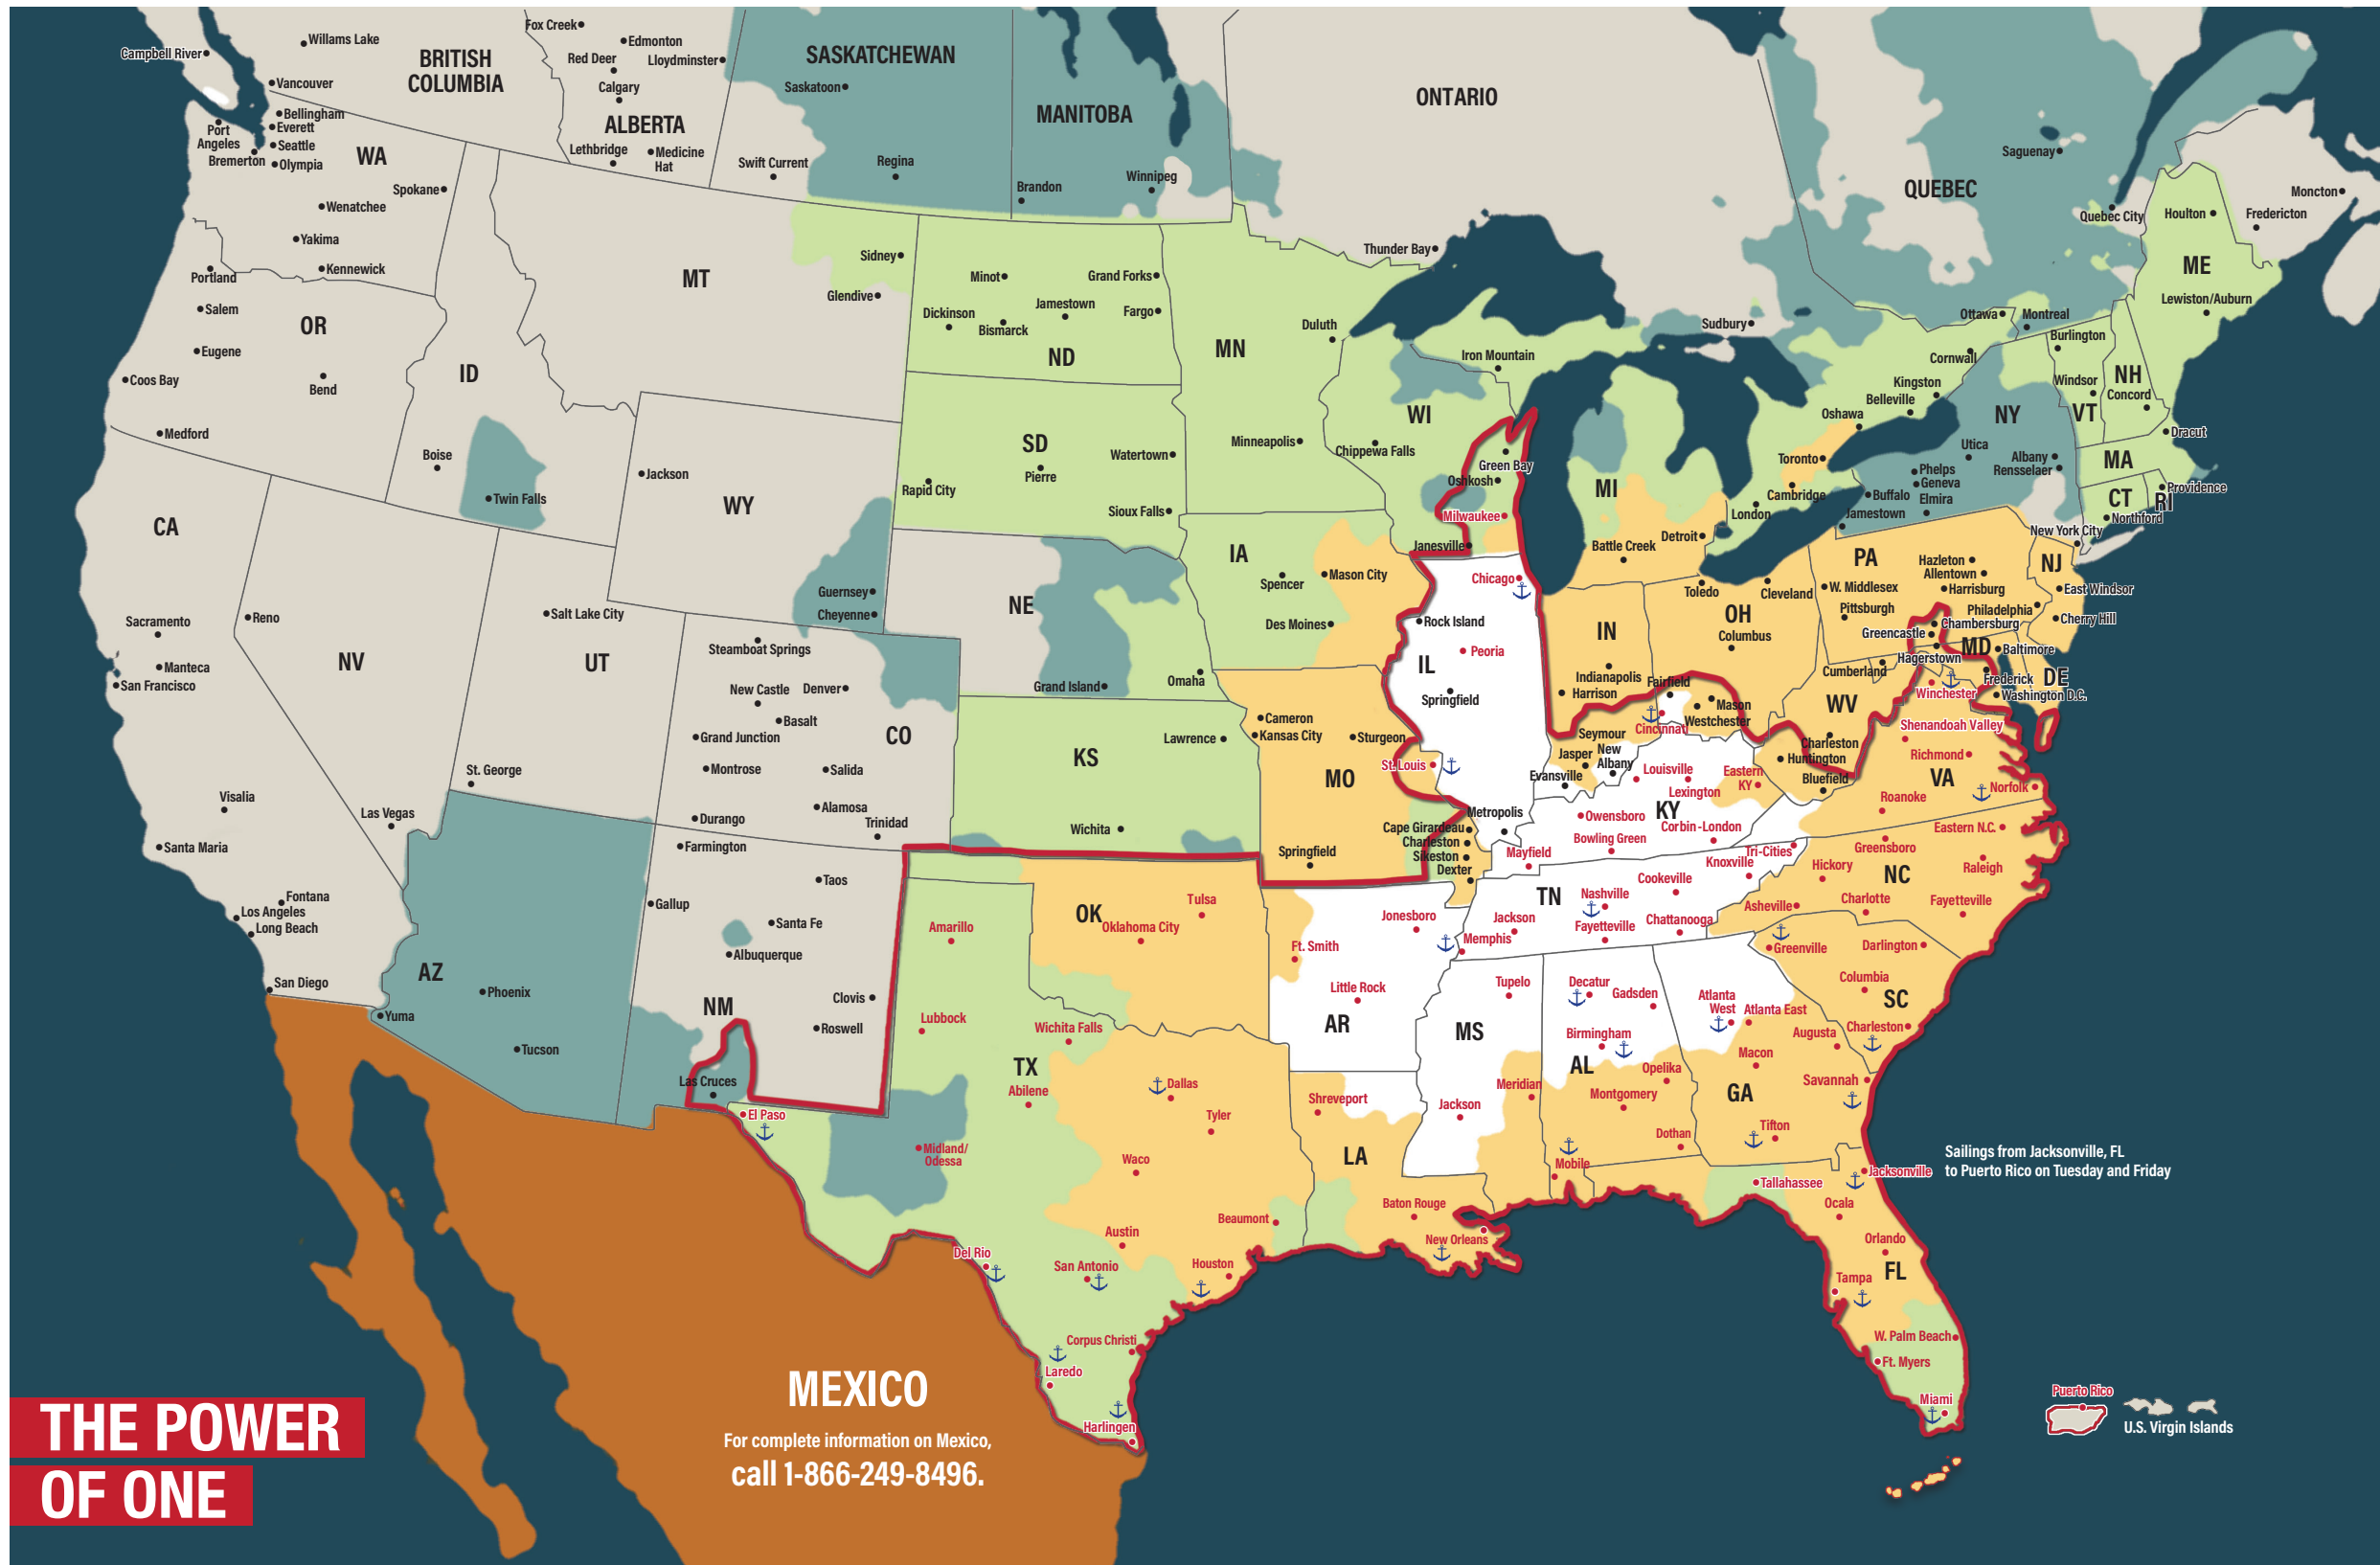 Campbell River
Willams Lake
Vancouver
BRITISH
COLUMBIA
Fox Creek
Edmonton
Red Deer
Lloydminster
Calgary
ALBERTA
Lethbridge
Medicine
Hat
SASKATCHEWAN
Saskatoon
Swift Current
Regina
MANITOBA
Brandon
Winnipeg
ONTARIO
Thunder Bay
Sudbury
Ottawa
Cornwall
Kingston
Belleville
Oshawa
Toronto
Cambridge
London
QUEBEC
Saguenay
Quebec City
Montreal
Moncton
Fredericton
Bellingham
Everett
Port
Angeles
Seattle
Bremerton
Olympia
WA
Spokane
Wenatchee
Yakima
Kennewick
Portland
Salem
OR
Eugene
Coos Bay
Bend
Medford
ID
Boise
Twin Falls
MT
Sidney
Glendive
WY
Jackson
Guernsey
Cheyenne
CA
Sacramento
Manteca
San Francisco
Visalia
Santa Maria
Fontana
Los Angeles
Long Beach
San Diego
NV
Reno
Las Vegas
UT
Salt Lake City
St. George
CO
Steamboat Springs
New Castle
Denver
Basalt
Grand Junction
Montrose
Salida
Alamosa
Durango
Trinidad
AZ
Phoenix
Yuma
Tucson
NM
Farmington
Taos
Gallup
Santa Fe
Albuquerque
Clovis
Roswell
Las Cruces
ND
Minot
Grand Forks
Dickinson
Jamestown
Bismarck
Fargo
SD
Watertown
Pierre
Rapid City
Sioux Falls
NE
Grand Island
Omaha
KS
Lawrence
Wichita
MN
Duluth
Minneapolis
IA
Spencer
Mason City
Des Moines
MO
Cameron
Kansas City
Sturgeon
St. Louis
Springfield
Cape Girardeau
Charleston
Sikeston
Dexter
WI
Iron Mountain
Chippewa Falls
Green Bay
Oshkosh
Milwaukee
Janesville
IL
Chicago
Rock Island
Peoria
Springfield
Metropolis
MI
Battle Creek
Detroit
IN
Indianapolis
Harrison
Seymour
Jasper
New
Albany
Evansville
OH
Toledo
Cleveland
Columbus
Fairfield
Mason
Westchester
Cincinnati
KY
Louisville
Lexington
Eastern
KY
Owensboro
Bowling Green
Corbin-London
Mayfield
TN
Tri-Cities
Knoxville
Cookeville
Nashville
Jackson
Fayetteville
Chattanooga
Memphis
OK
Tulsa
Oklahoma City
AR
Jonesboro
Ft. Smith
Little Rock
TX
Amarillo
Lubbock
Wichita Falls
Abilene
Dallas
Tyler
El Paso
Midland/
Odessa
Waco
Austin
Beaumont
Houston
Del Rio
San Antonio
Corpus Christi
Laredo
Harlingen
LA
Shreveport
Baton Rouge
New Orleans
MS
Tupelo
Meridian
Jackson
AL
Decatur
Gadsden
Birmingham
Opelika
Montgomery
Dothan
Mobile
GA
Atlanta
West
Atlanta East
Augusta
Macon
Savannah
Tifton
FL
Tallahassee
Jacksonville
Ocala
Orlando
Tampa
W. Palm Beach
Ft. Myers
Miami
SC
Greenville
Darlington
Columbia
Charleston
NC
Eastern N.C.
Greensboro
Hickory
Raleigh
Asheville
Charlotte
Fayetteville
VA
Winchester
Shenandoah Valley
Richmond
Norfolk
Roanoke
WV
Charleston
Huntington
Bluefield
MD
Cumberland
Hagerstown
Baltimore
Frederick
Washington D.C.
DE
PA
Hazleton
Allentown
W. Middlesex
Harrisburg
Pittsburgh
Philadelphia
Chambersburg
Greencastle
NJ
East Windsor
Cherry Hill
NY
Utica
Albany
Rensselaer
Phelps
Geneva
Buffalo
Elmira
Jamestown
New York City
VT
Burlington
Windsor
NH
Concord
ME
Houlton
Lewiston/Auburn
MA
Dracut
CT
RI
Providence
Northford
Sailings from Jacksonville, FL
to Puerto Rico on Tuesday and Friday
Puerto Rico
U.S. Virgin Islands
MEXICO
For complete information on Mexico,
call 1-866-249-8496.
THE POWER
OF ONE